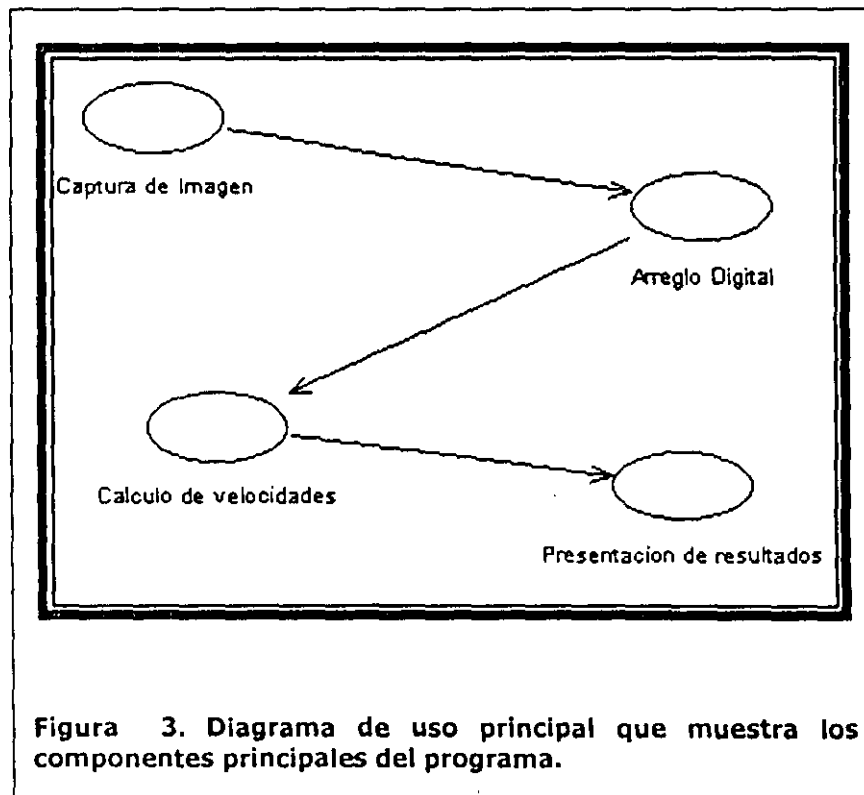 Captura de Imagen
Arreglo Digital
Calculo de velocidades
Presentacion de resultados
Figura 3. Diagrama de uso principal que muestra los
componentes principales del programa.